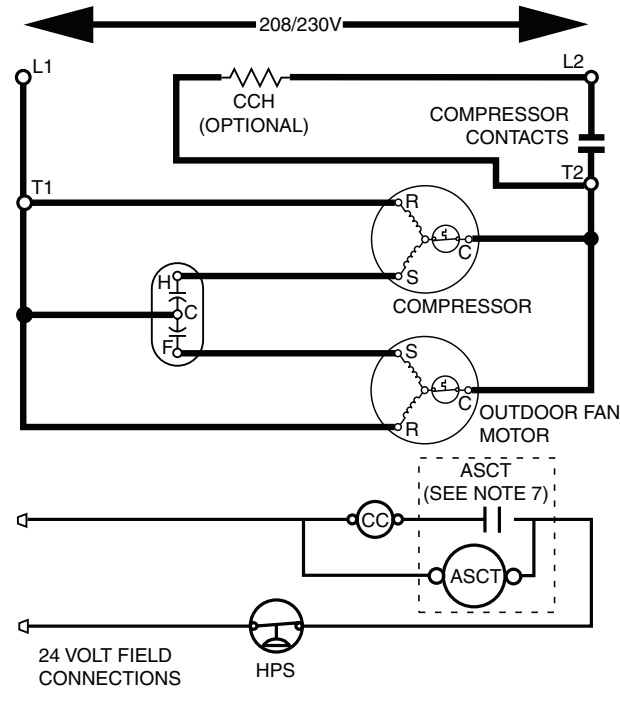 208/230V
L1
L2
CCH
(OPTIONAL)
COMPRESSOR
CONTACTS
T1
T2
R
C
S
COMPRESSOR
H
C
F
S
C
R
OUTDOOR FAN
MOTOR
ASCT
(SEE NOTE 7)
CC
ASCT
24 VOLT FIELD
CONNECTIONS
HPS